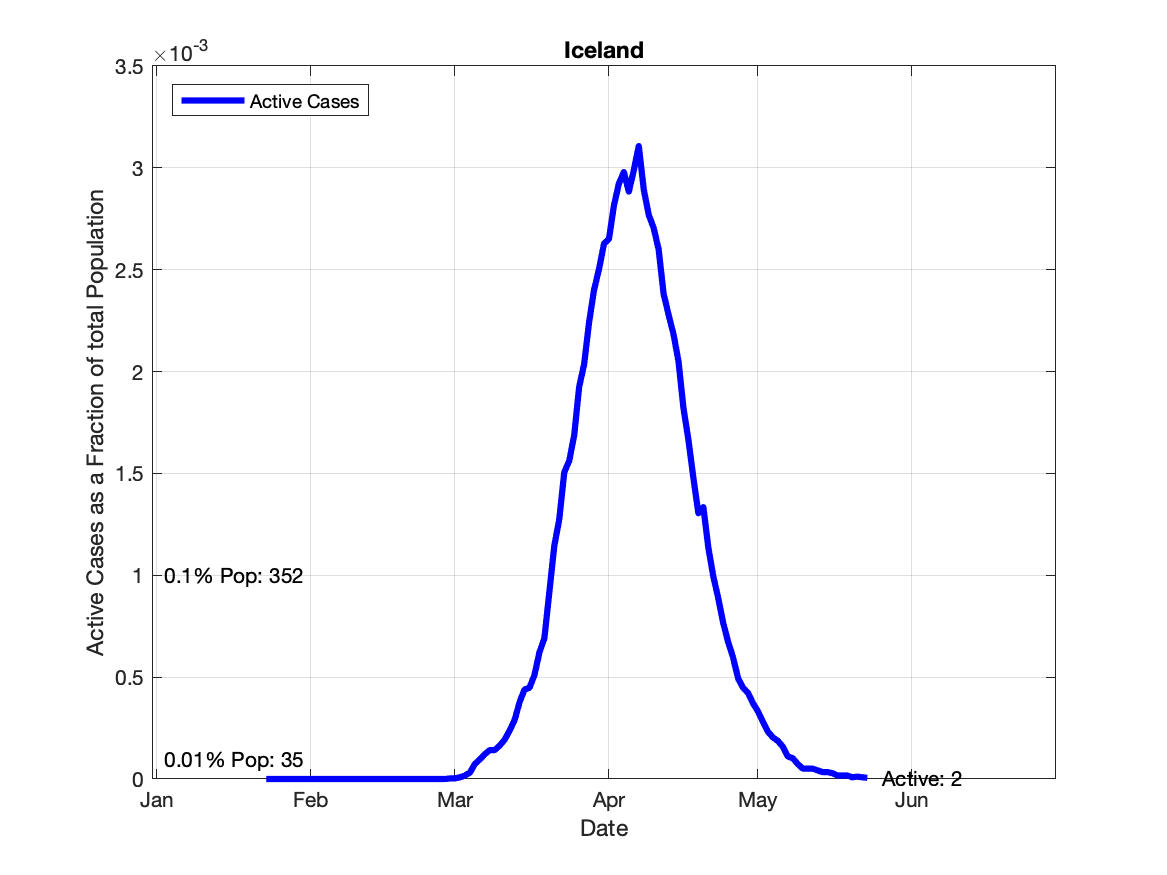 Iceland
×10-3
3.5
Active Cases
3
2.5
2
1.5
1
0.1% Pop: 352
0.5
0.01% Pop: 35
0
Active: 2
Jan Feb Mar Apr May Jun
Date
Active Cases as a Fraction of total Population